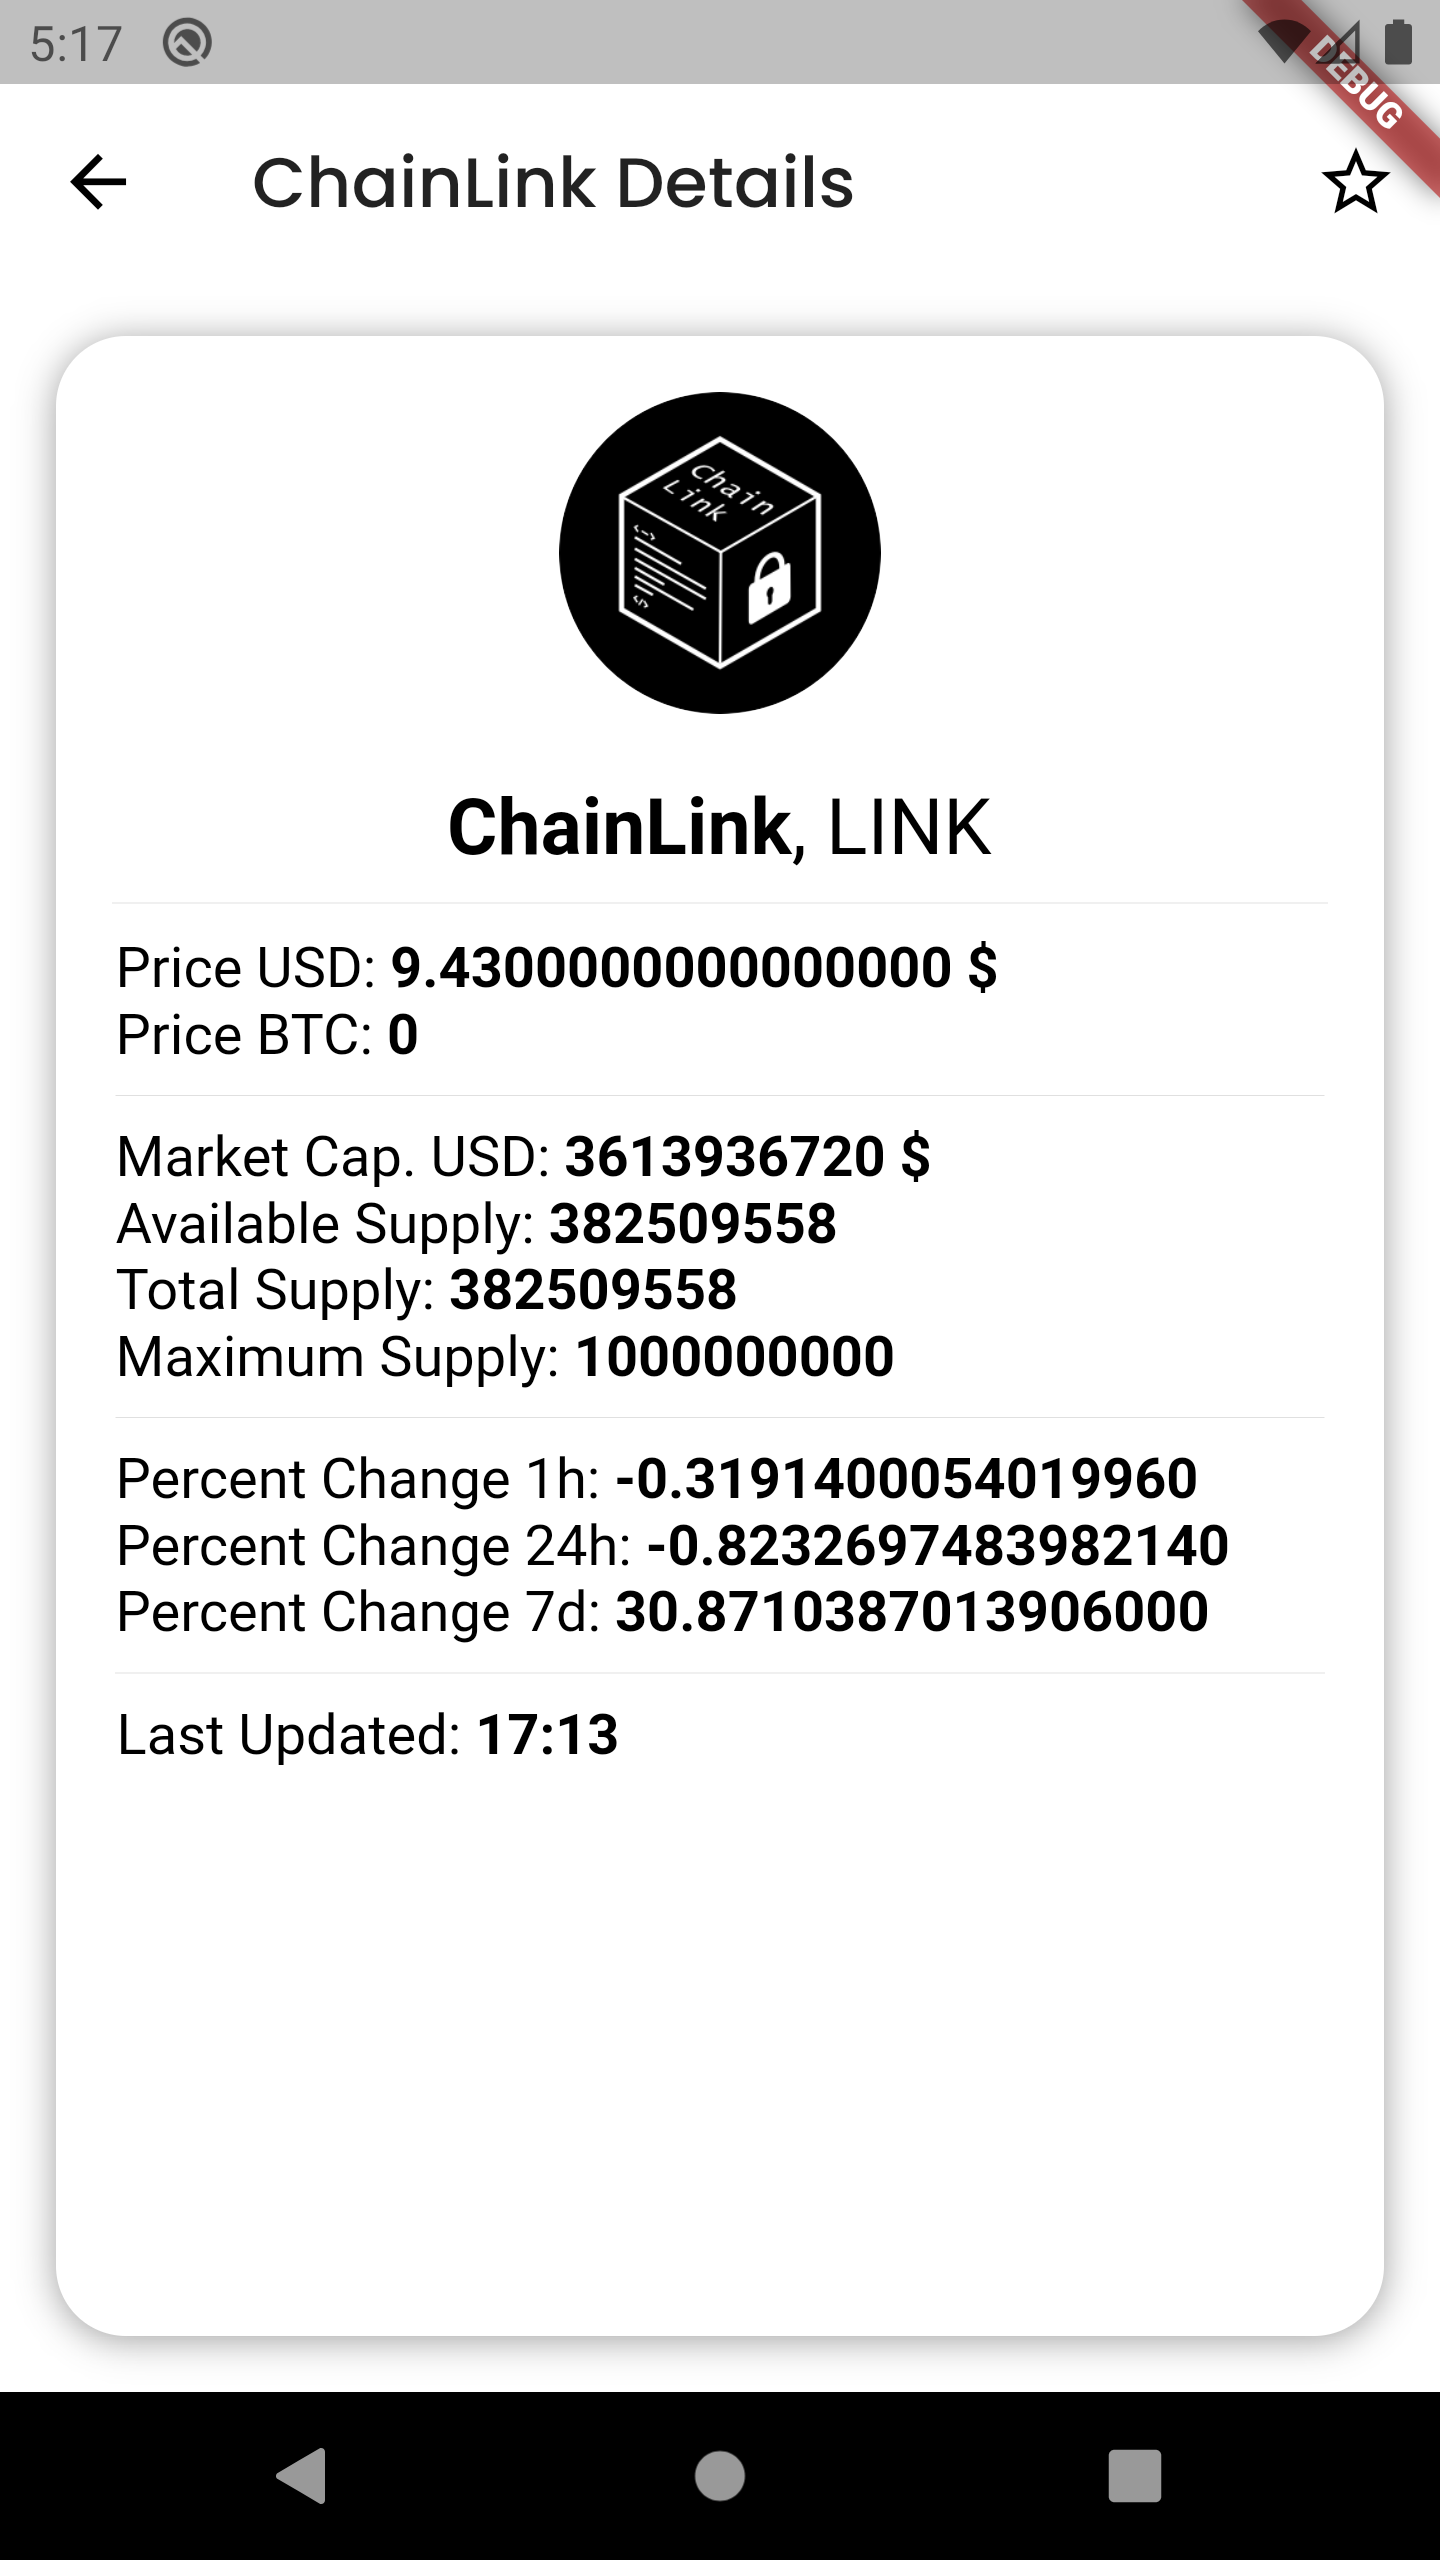 5:17
DEBUG
ChainLink Details
Chain
Link
<->
</>
ChainLink, LINK
Price USD: 9.4300000000000000 $
Price BTC: 0
Market Cap. USD: 3613936720 $
Available Supply: 382509558
Total Supply: 382509558
Maximum Supply: 1000000000
Percent Change 1h: -0.3191400054019960
Percent Change 24h: -0.8232697483982140
Percent Change 7d: 30.8710387013906000
Last Updated: 17:13